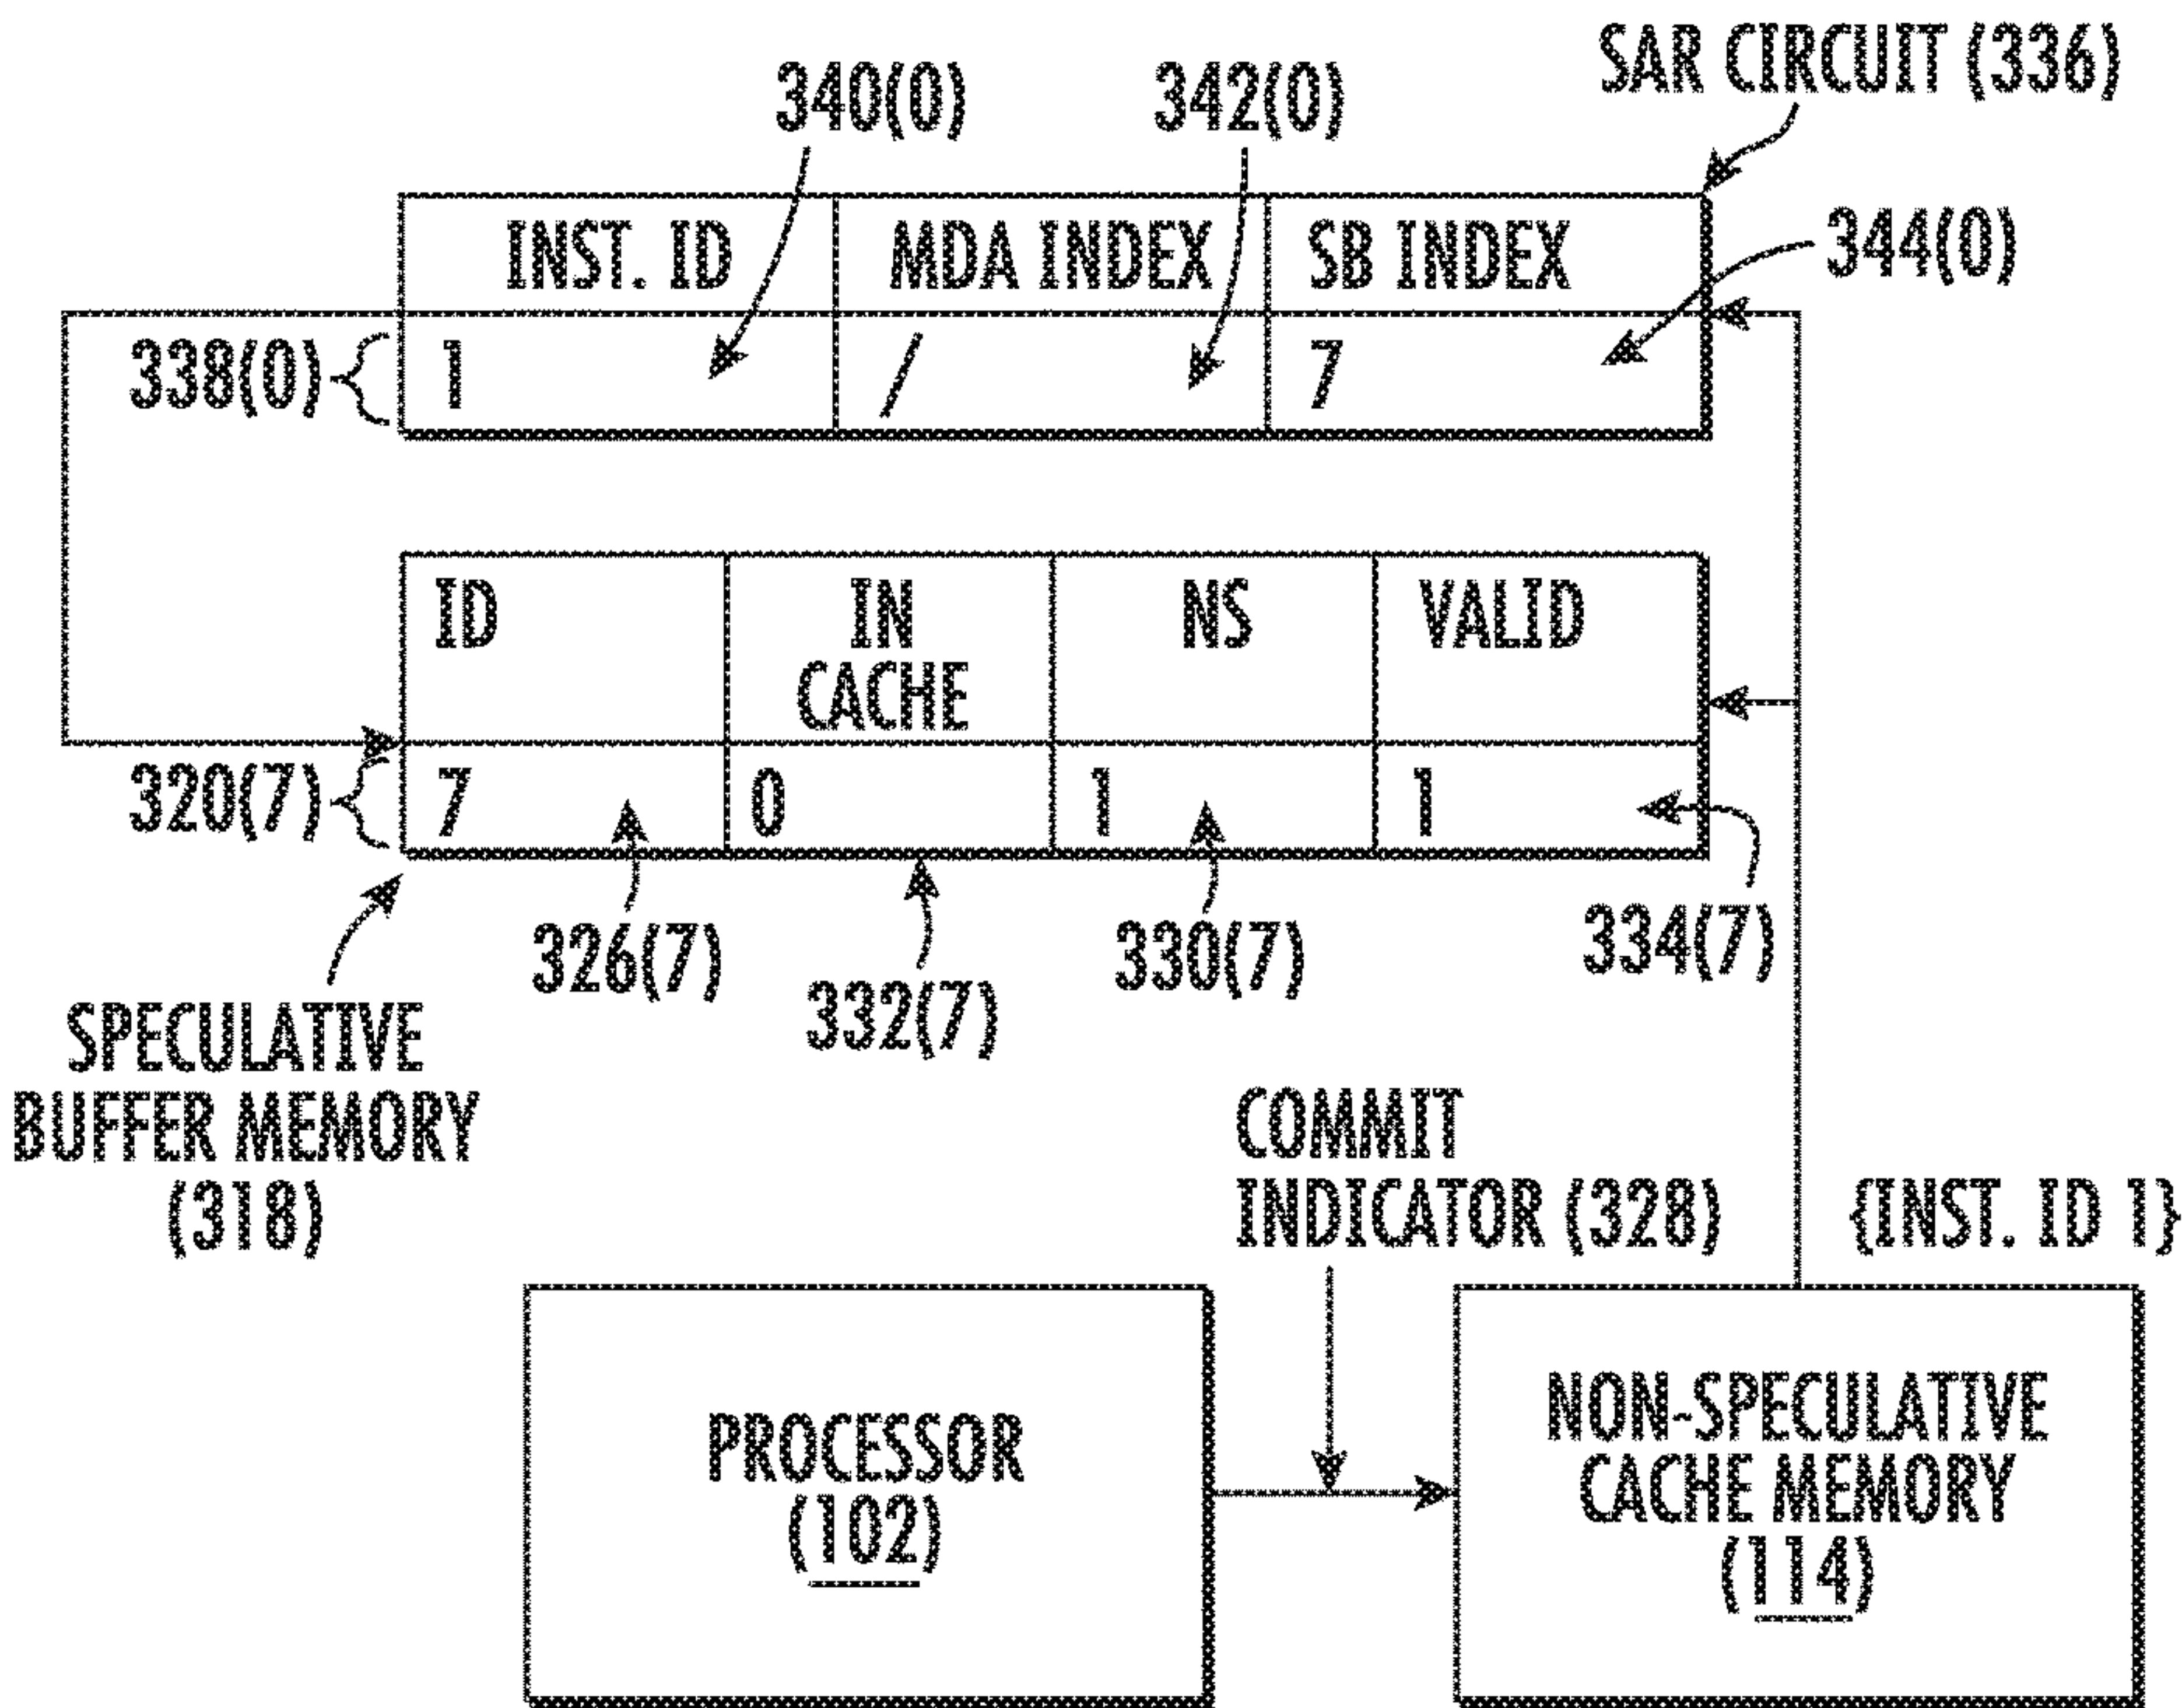 SAR CIRCUIT (336)
340(0)
342(0)
INST. ID
MDA INDEX
SB INDEX
344(0)
338(0)
1
/
7
ID
IN
CACHE
NS
VALID
320(7)
7
0
1
1
326(7)
332(7)
330(7)
334(7)
SPECULATIVE
BUFFER MEMORY
(318)
COMMIT
INDICATOR (328)
{INST. ID 1}
PROCESSOR
(102)
NON-SPECULATIVE
CACHE MEMORY
(114)